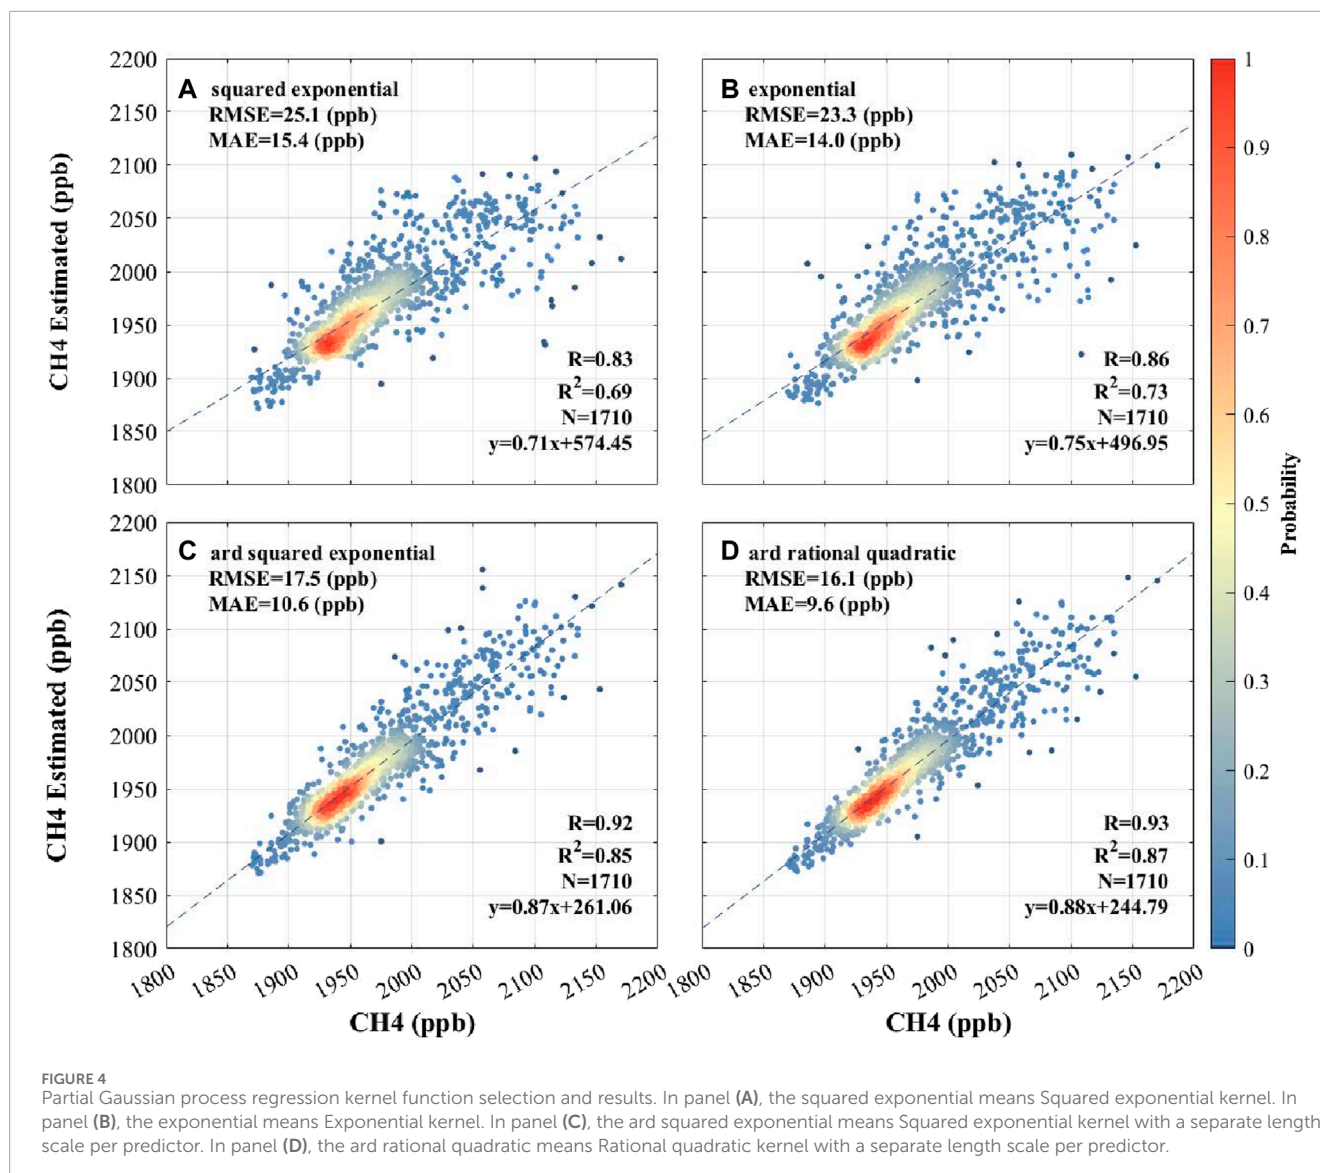 A squared exponential
RMSE=25.1 (ppb)
MAE=15.4 (ppb)
R=0.83
R²=0.69
N=1710
y=0.71x+574.45
2200
2150
2100
2050
2000
1950
1900
1850
1800
CH4 Estimated (ppb)
B exponential
RMSE=23.3 (ppb)
MAE=14.0 (ppb)
R=0.86
R²=0.73
N=1710
y=0.75x+496.95
C ard squared exponential
RMSE=17.5 (ppb)
MAE=10.6 (ppb)
R=0.92
R²=0.85
N=1710
y=0.87x+261.06
2200
2150
2100
2050
2000
1950
1900
1850
1800
CH4 Estimated (ppb)
1800 1850 1900 1950 2000 2050 2100 2150 2200
CH4 (ppb)
D ard rational quadratic
RMSE=16.1 (ppb)
MAE=9.6 (ppb)
R=0.93
R²=0.87
N=1710
y=0.88x+244.79
1800 1850 1900 1950 2000 2050 2100 2150 2200
CH4 (ppb)
1
0.9
0.8
0.7
0.6
0.5
0.4
0.3
0.2
0.1
0
Probability
FIGURE 4
Partial Gaussian process regression kernel function selection and results. In panel (A), the squared exponential means Squared exponential kernel. In
panel (B), the exponential means Exponential kernel. In panel (C), the ard squared exponential means Squared exponential kernel with a separate length
scale per predictor. In panel (D), the ard rational quadratic means Rational quadratic kernel with a separate length scale per predictor.